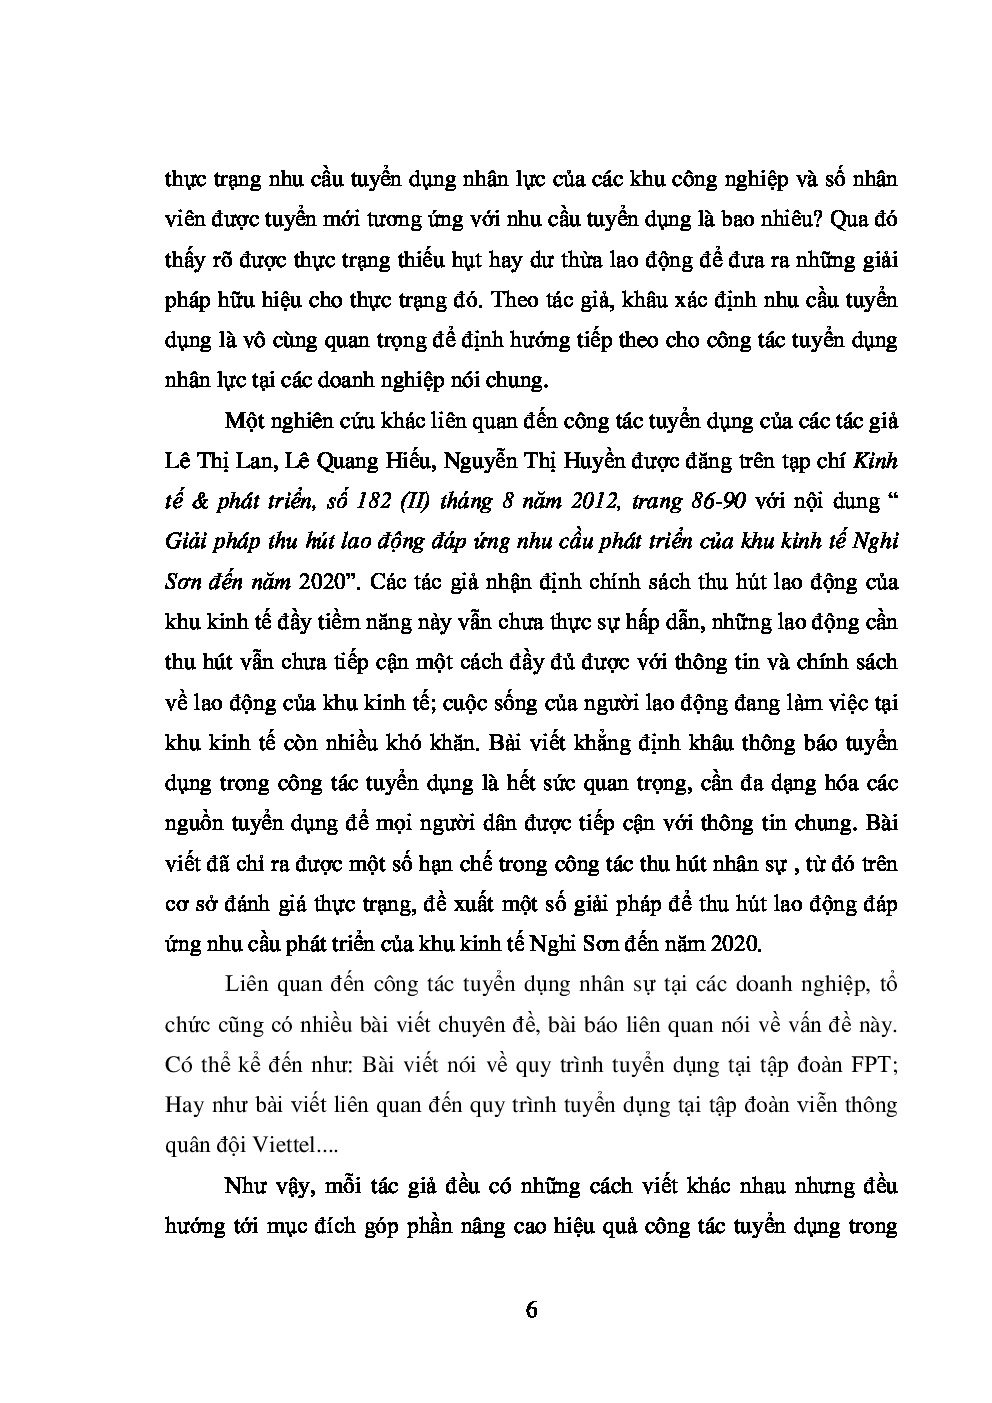 thực trạng nhu cầu tuyển dụng nhân lực của các khu công nghiệp và số nhân
viên được tuyển mới tương ứng với nhu cầu tuyển dụng là bao nhiêu? Qua đó
thấy rõ được thực trạng thiếu hụt hay dư thừa lao động để đưa ra những giải
pháp hữu hiệu cho thực trạng đó. Theo tác giả, khâu xác định nhu cầu tuyển
dụng là vô cùng quan trọng để định hướng tiếp theo cho công tác tuyển dụng
nhân lực tại các doanh nghiệp nói chung.
Một nghiên cứu khác liên quan đến công tác tuyển dụng của các tác giả
Lê Thị Lan, Lê Quang Hiếu, Nguyễn Thị Huyền được đăng trên tạp chí Kinh
tế & phát triển, số 182 (II) tháng 8 năm 2012, trang 86-90 với nội dung “
Giải pháp thu hút lao động đáp ứng nhu cầu phát triển của khu kinh tế Nghi
Sơn đến năm 2020”. Các tác giả nhận định chính sách thu hút lao động của
khu kinh tế đầy tiềm năng này vẫn chưa thực sự hấp dẫn, những lao động cần
thu hút vẫn chưa tiếp cận một cách đầy đủ được với thông tin và chính sách
về lao động của khu kinh tế; cuộc sống của người lao động đang làm việc tại
khu kinh tế còn nhiều khó khăn. Bài viết khẳng định khâu thông báo tuyển
dụng trong công tác tuyển dụng là hết sức quan trọng, cần đa dạng hóa các
nguồn tuyển dụng để mọi người dân được tiếp cận với thông tin chung. Bài
viết đã chỉ ra được một số hạn chế trong công tác thu hút nhân sự , từ đó trên
cơ sở đánh giá thực trạng, đề xuất một số giải pháp để thu hút lao động đáp
ứng nhu cầu phát triển của khu kinh tế Nghi Sơn đến năm 2020.
Liên quan đến công tác tuyển dụng nhân sự tại các doanh nghiệp, tổ
chức cũng có nhiều bài viết chuyên đề, bài báo liên quan nói về vấn đề này.
Có thể kể đến như: Bài viết nói về quy trình tuyển dụng tại tập đoàn FPT;
Hay như bài viết liên quan đến quy trình tuyển dụng tại tập đoàn viễn thông
quân đội Viettel....
Như vậy, mỗi tác giả đều có những cách viết khác nhau nhưng đều
hướng tới mục đích góp phần nâng cao hiệu quả công tác tuyển dụng trong
6